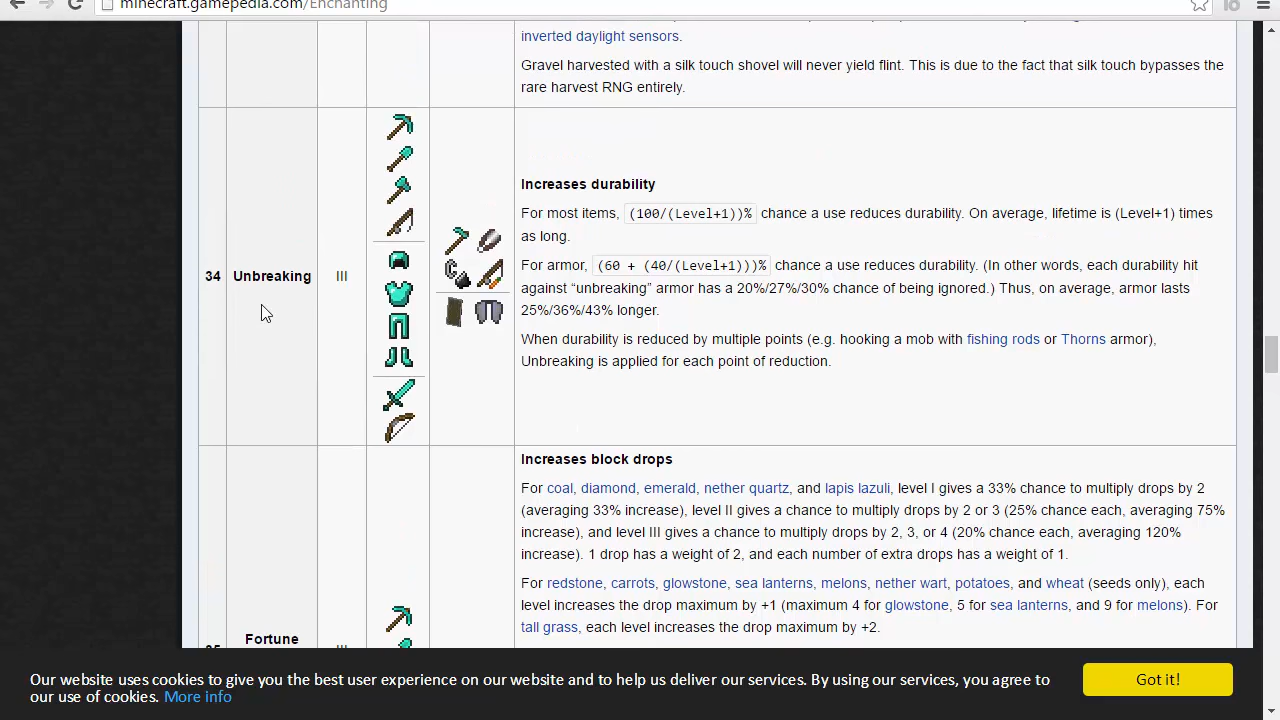 minecraft.gamepedia.com/Enchanting
inverted daylight sensors.
Gravel harvested with a silk touch shovel will never yield flint. This is due to the fact that silk touch bypasses the
rare harvest RNG entirely.
34
Unbreaking
III
Increases durability
For most items, (100/(Level+1))% chance a use reduces durability. On average, lifetime is (Level+1) times
as long.
For armor, (60 + (40/(Level+1)))% chance a use reduces durability. (In other words, each durability hit
against “unbreaking” armor has a 20%/27%/30% chance of being ignored.) Thus, on average, armor lasts
25%/36%/43% longer.
When durability is reduced by multiple points (e.g. hooking a mob with fishing rods or Thorns armor),
Unbreaking is applied for each point of reduction.
Fortune
Increases block drops
For coal, diamond, emerald, nether quartz, and lapis lazuli, level I gives a 33% chance to multiply drops by 2
(averaging 33% increase), level II gives a chance to multiply drops by 2 or 3 (25% chance each, averaging 75%
increase), and level III gives a chance to multiply drops by 2, 3, or 4 (20% chance each, averaging 120%
increase). 1 drop has a weight of 2, and each number of extra drops has a weight of 1.
For redstone, carrots, glowstone, sea lanterns, melons, nether wart, potatoes, and wheat (seeds only), each
level increases the drop maximum by +1 (maximum 4 for glowstone, 5 for sea lanterns, and 9 for melons). For
tall grass, each level increases the drop maximum by +2.
Our website uses cookies to give you the best user experience on our website and to help us deliver our services. By using our services, you agree to
our use of cookies. More info
Got it!